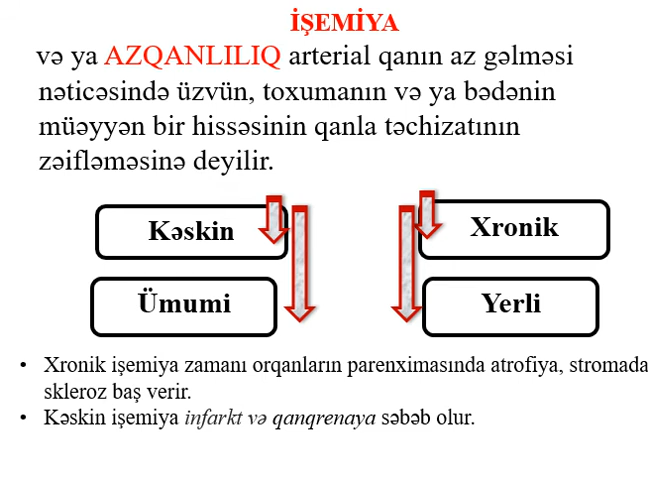 İŞEMİYA
və ya AZQANLILIQ arterial qanın az gəlməsi
nəticəsində üzvün, toxumanın və ya bədənin
müəyyən bir hissəsinin qanla təchizatının
zəifləməsinə deyilir.
Kəskin
Xronik
Ümumi
Yerli
• Xronik işemiya zamanı orqanların parenximasında atrofiya, stromada
skleroz baş verir.
• Kəskin işemiya infarkt və qanqrenaya səbəb olur.